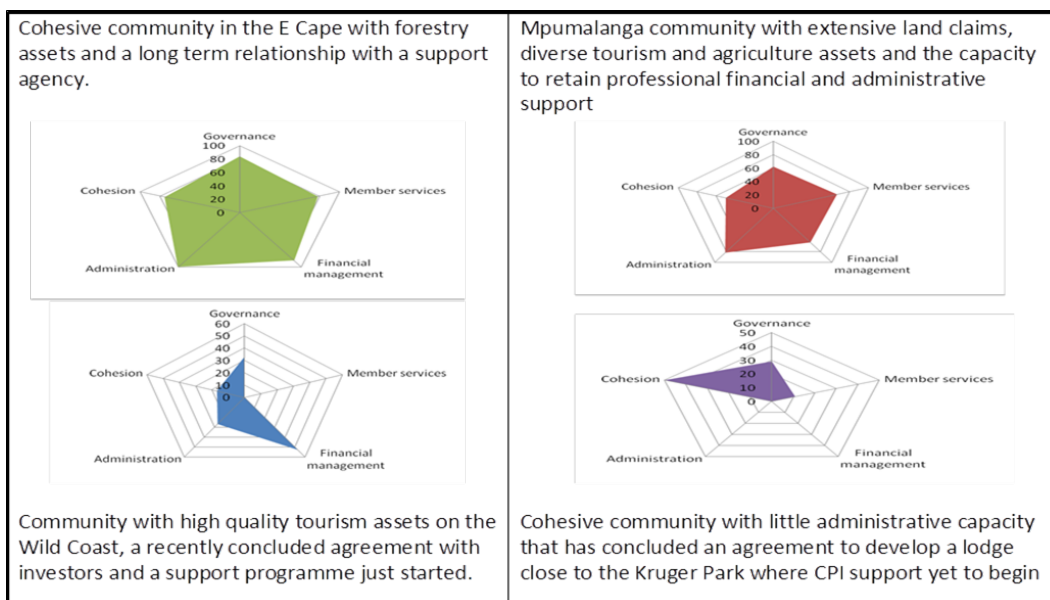 Cohesive community in the E Cape with forestry
assets and a long term relationship with a support
agency.
Governance
100
80
60
40
20
0
Cohesion
Member services
Administration
Financial
management
Governance
60
50
40
30
20
10
0
Cohesion
Member services
Administration
Financial
management
Community with high quality tourism assets on the
Wild Coast, a recently concluded agreement with
investors and a support programme just started.
Mpumalanga community with extensive land claims,
diverse tourism and agriculture assets and the capacity
to retain professional financial and administrative
support
Governance
100
80
60
40
20
0
Cohesion
Member services
Administration
Financial
management
Governance
50
40
30
20
10
0
Cohesion
Member services
Administration
Financial
management
Cohesive community with little administrative capacity
that has concluded an agreement to develop a lodge
close to the Kruger Park where CPI support yet to begin